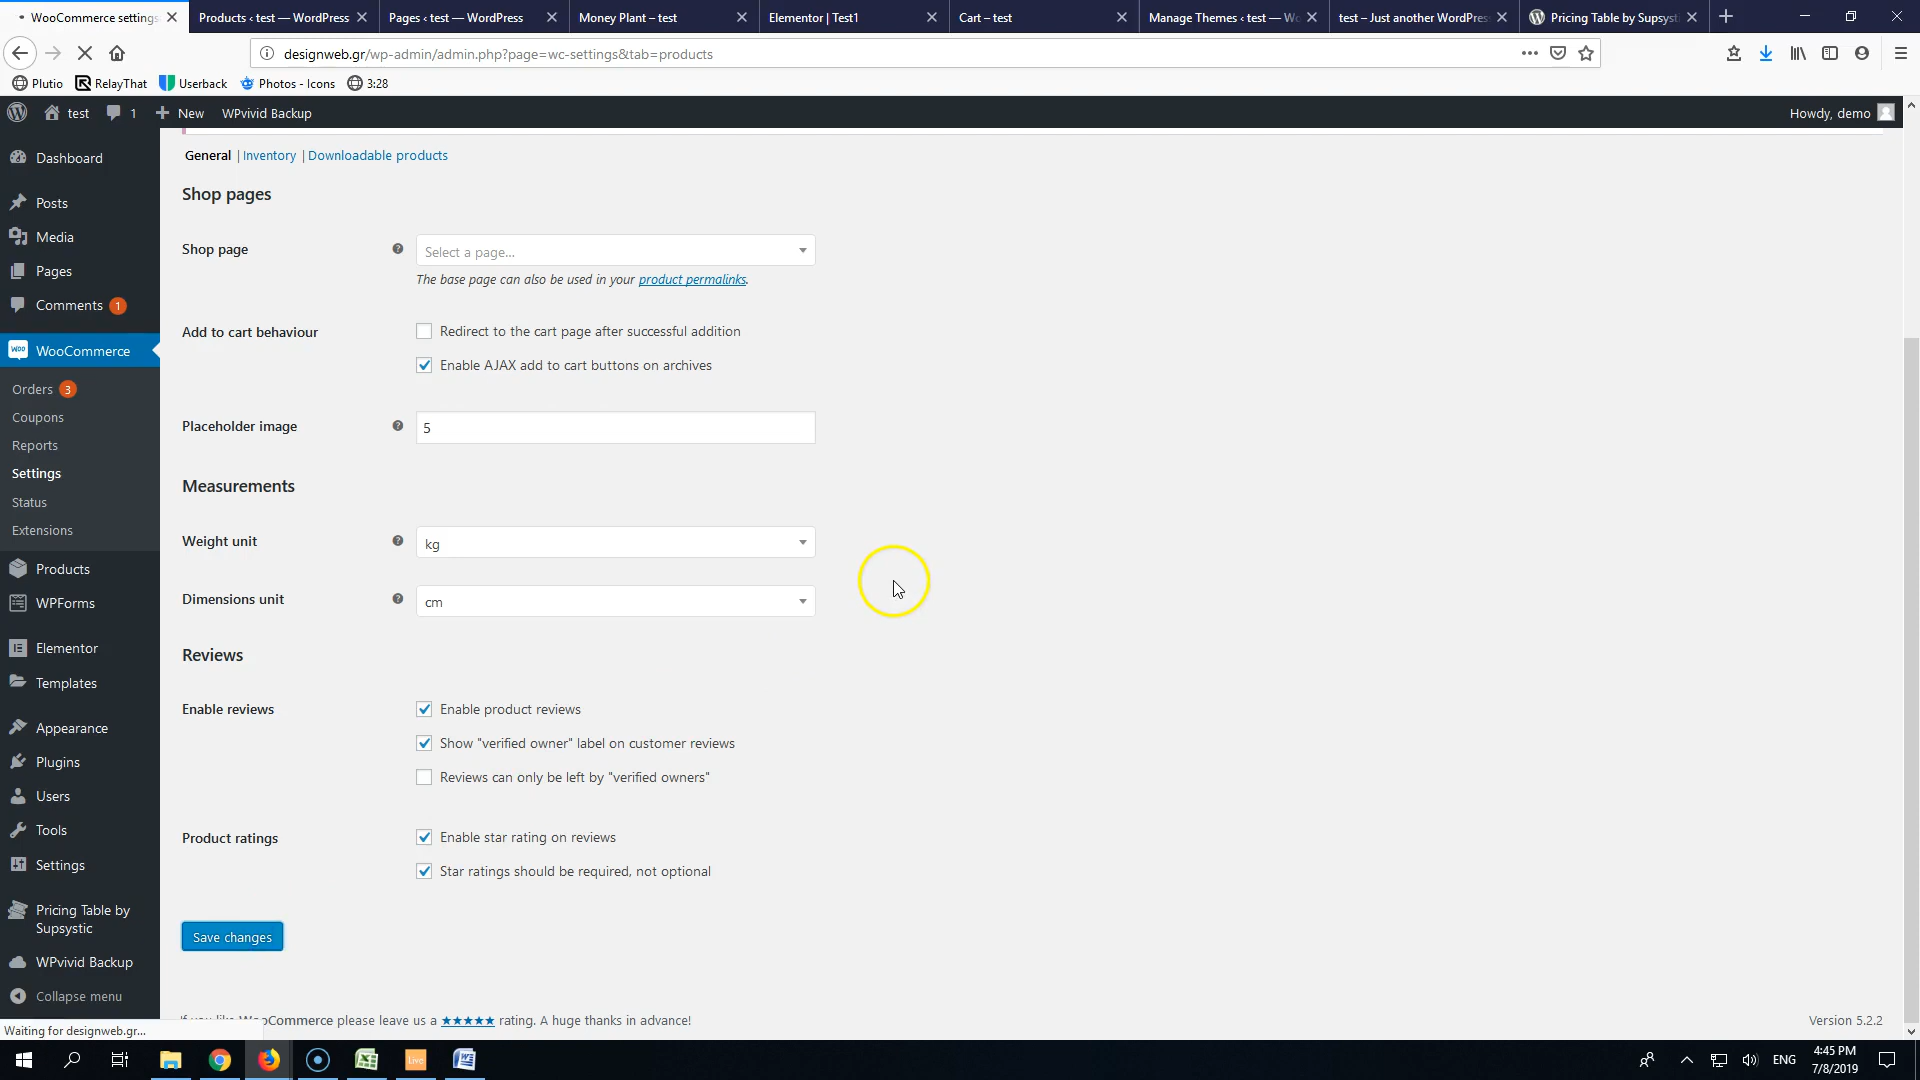 WooCommerce settings
Products ‹ test — WordPress
Pages ‹ test — WordPress
Money Plant – test
Elementor | Test1
Cart – test
Manage Themes ‹ test — Wo
test – Just another WordPres
Pricing Table by Supsysti
designweb.gr/wp-admin/admin.php?page=wc-settings&tab=products
Plutio
RelayThat
Userback
Photos - Icons
3:28
test
1
New
WPvivid Backup
Howdy, demo
Dashboard
Posts
Media
Pages
Comments 1
WooCommerce
Orders 3
Coupons
Reports
Settings
Status
Extensions
Products
WPForms
Elementor
Templates
Appearance
Plugins
Users
Tools
Settings
Pricing Table by
Supsystic
WPvivid Backup
Collapse menu
Waiting for designweb.gr...
General | Inventory | Downloadable products
Shop pages
Shop page
Select a page...
The base page can also be used in your product permalinks.
Add to cart behaviour
Redirect to the cart page after successful addition
Enable AJAX add to cart buttons on archives
Placeholder image
5
Measurements
Weight unit
kg
Dimensions unit
cm
Reviews
Enable reviews
Enable product reviews
Show "verified owner" label on customer reviews
Reviews can only be left by "verified owners"
Product ratings
Enable star rating on reviews
Star ratings should be required, not optional
Save changes
If you like WooCommerce please leave us a ★★★★★ rating. A huge thanks in advance!
Version 5.2.2
Live
ENG
4:45 PM
7/8/2019